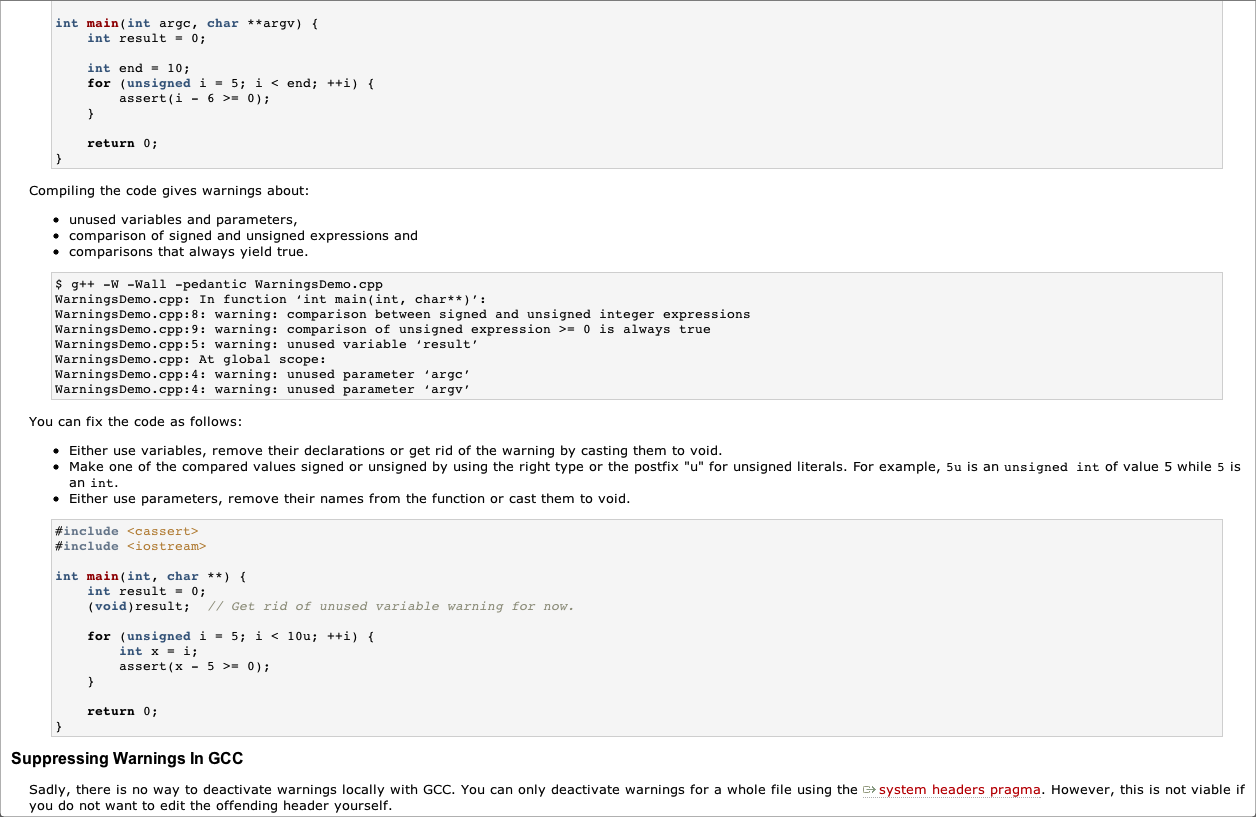 int main(int argc, char **argv) {
    int result = 0;

    int end = 10;
    for (unsigned i = 5; i < end; ++i) {
        assert(i - 6 >= 0);
    }

    return 0;
}
Compiling the code gives warnings about:
• unused variables and parameters,
• comparison of signed and unsigned expressions and
• comparisons that always yield true.
$ g++ -W -Wall -pedantic WarningsDemo.cpp
WarningsDemo.cpp: In function ‘int main(int, char**)’:
WarningsDemo.cpp:8: warning: comparison between signed and unsigned integer expressions
WarningsDemo.cpp:9: warning: comparison of unsigned expression >= 0 is always true
WarningsDemo.cpp:5: warning: unused variable ‘result’
WarningsDemo.cpp: At global scope:
WarningsDemo.cpp:4: warning: unused parameter ‘argc’
WarningsDemo.cpp:4: warning: unused parameter ‘argv’
You can fix the code as follows:
• Either use variables, remove their declarations or get rid of the warning by casting them to void.
• Make one of the compared values signed or unsigned by using the right type or the postfix "u" for unsigned literals. For example, 5u is an unsigned int of value 5 while 5 is
an int.
• Either use parameters, remove their names from the function or cast them to void.
#include <cassert>
#include <iostream>

int main(int, char **) {
    int result = 0;
    (void)result;  // Get rid of unused variable warning for now.

    for (unsigned i = 5; i < 10u; ++i) {
        int x = i;
        assert(x - 5 >= 0);
    }

    return 0;
}
Suppressing Warnings In GCC
Sadly, there is no way to deactivate warnings locally with GCC. You can only deactivate warnings for a whole file using the system headers pragma. However, this is not viable if
you do not want to edit the offending header yourself.